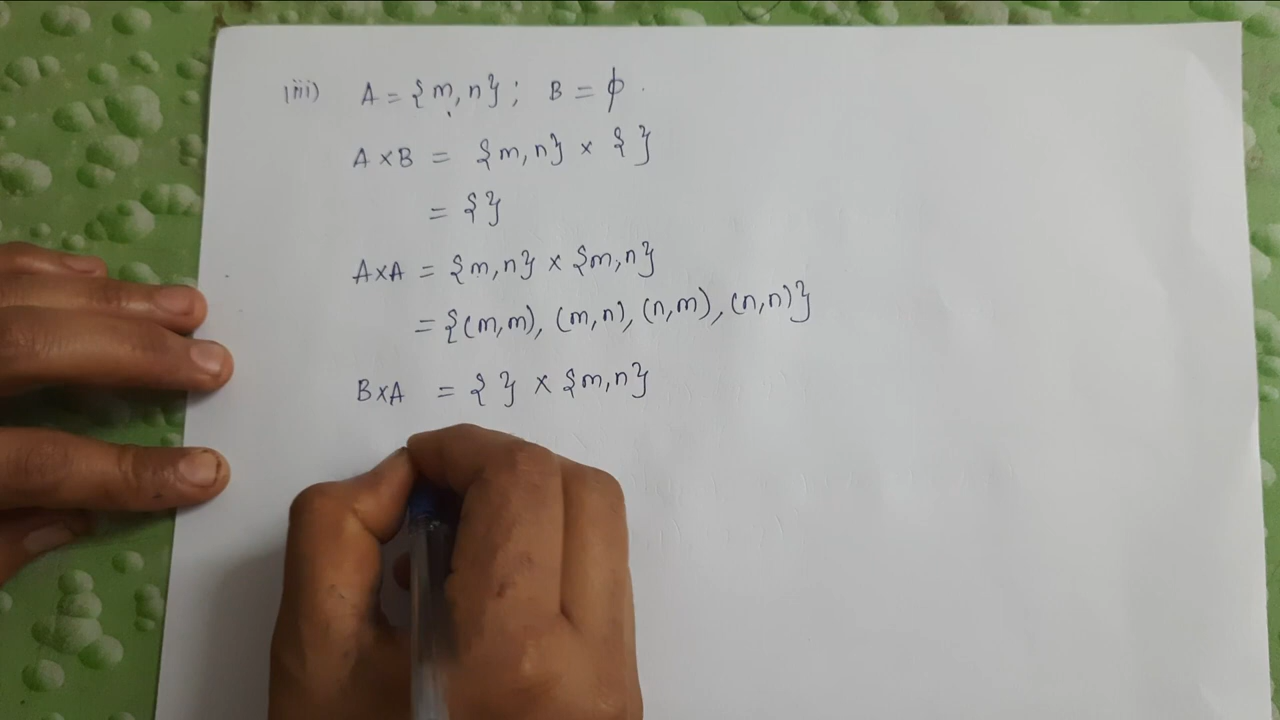 iii) A = {m, n} ; B = ϕ.
A × B = {m, n} × { }
= { }
A×A = {m, n} × {m, n}
= {(m, m), (m, n), (n, m), (n, n)}
B×A = { } × {m, n}